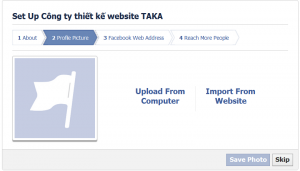 Set Up Công ty thiết kế website TAKA
1 About 2 Profile Picture 3 Facebook Web Address 4 Reach More People
Upload From Computer
Import From Website
Save Photo Skip